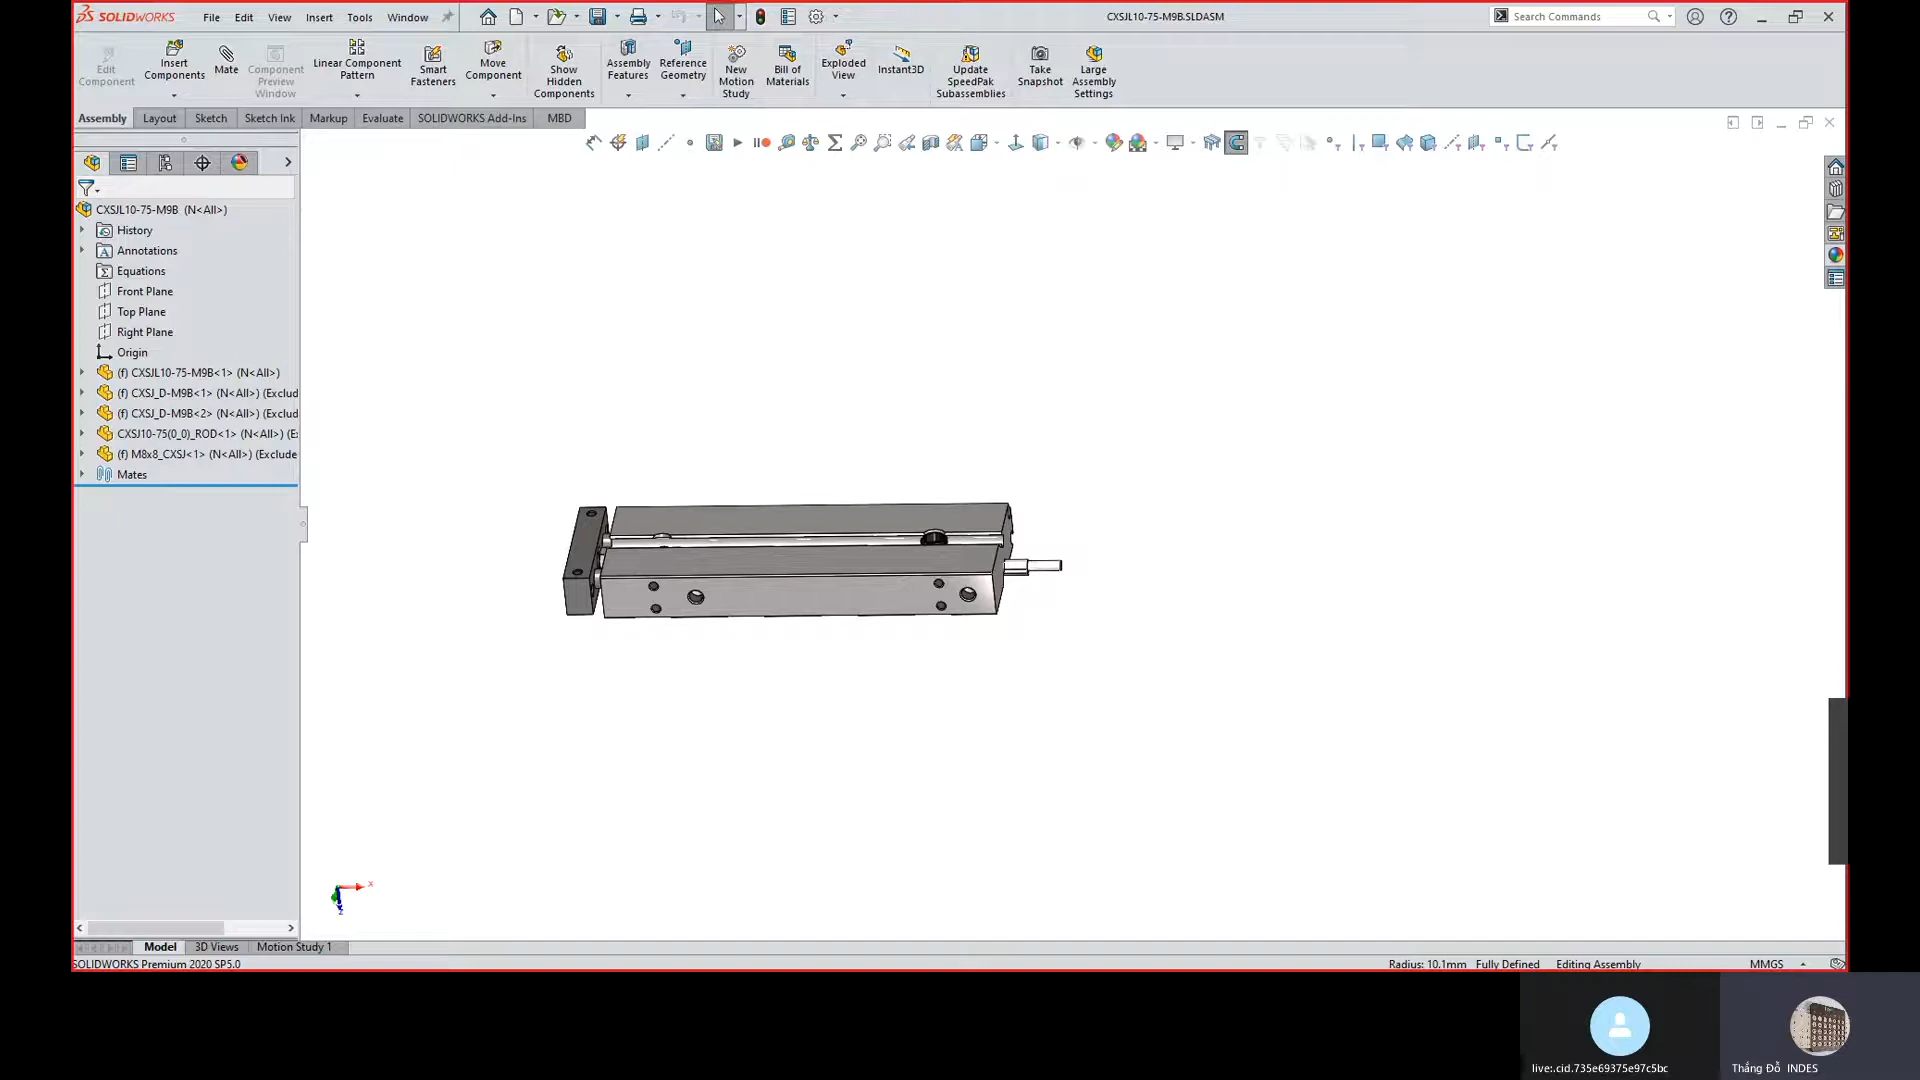 SOLIDWORKS File Edit View Insert Tools Window CXSJL10-75-M9B.SLDASM Search Commands
Edit Component
Insert Components
Mate
Component Preview Window
Linear Component Pattern
Smart Fasteners
Move Component
Show Hidden Components
Assembly Features
Reference Geometry
New Motion Study
Bill of Materials
Exploded View
Instant3D
Update SpeedPak Subassemblies
Take Snapshot
Large Assembly Settings
Assembly Layout Sketch Sketch Ink Markup Evaluate SOLIDWORKS Add-Ins MBD
CXSJL10-75-M9B (N<All>)
History
Annotations
Equations
Front Plane
Top Plane
Right Plane
Origin
(f) CXSJL10-75-M9B<1> (N<All>)
(f) CXSJ_D-M9B<1> (N<All>) (Exclud
(f) CXSJ_D-M9B<2> (N<All>) (Exclud
CXSJ10-75(0_0)_ROD<1> (N<All>) (E
(f) M8x8_CXSJ<1> (N<All>) (Exclude
Mates
x
z
Model 3D Views Motion Study 1
SOLIDWORKS Premium 2020 SP5.0 Radius: 10.1mm Fully Defined Editing Assembly MMGS
live:.cid.735e69375e97c5bc Thắng Đỗ INDES